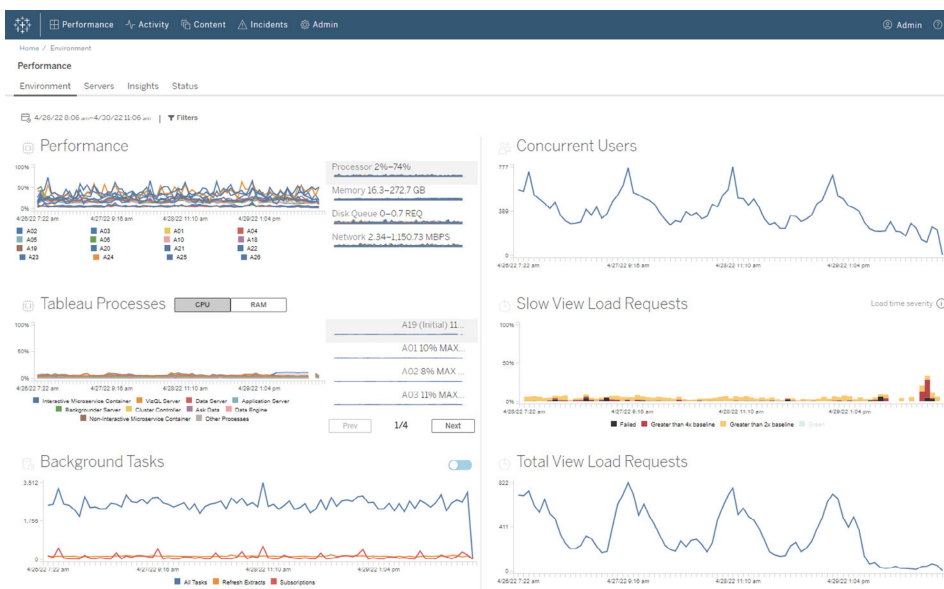 Performance Activity Content Incidents Admin Admin
Home / Environment
Performance
Environment Servers Insights Status
4/26/22 8:06 am–4/30/22 11:06 am | Filters
Performance
100%
50%
0%
4/26/22 7:22 am 4/27/22 9:16 am 4/28/22 11:10 am 4/29/22 1:04 pm
A02 A03 A01 A04
A05 A06 A10 A18
A19 A20 A21 A22
A23 A24 A25 A26
Processor 2%–74%
Memory 16.3–272.7 GB
Disk Queue 0–0.7 REQ
Network 2.34–1,150.73 MBPS
Concurrent Users
777
389
0
4/26/22 7:22 am 4/27/22 9:16 am 4/28/22 11:10 am 4/29/22 1:04 pm
Tableau Processes CPU RAM
100%
50%
0%
4/26/22 7:22 am 4/27/22 9:16 am 4/28/22 11:10 am 4/29/22 1:04 pm
Interactive Microservice Container VizQL Server Data Server Application Server
Backgrounder Server Cluster Controller Ask Data Data Engine
Non-Interactive Microservice Container Other Processes
A19 (Initial) 11...
A01 10% MAX...
A02 8% MAX...
A03 11% MAX...
Prev 1/4 Next
Slow View Load Requests Load time severity
100%
50%
0%
4/26/22 7:22 am 4/27/22 9:16 am 4/28/22 11:10 am 4/29/22 1:04 pm
Failed Greater than 4x baseline Greater than 2x baseline
Background Tasks
3,512
1,756
0
4/26/22 7:22 am 4/27/22 9:16 am 4/28/22 11:10 am 4/29/22 1:04 pm
All Tasks Refresh Extracts Subscriptions
Total View Load Requests
822
411
0
4/26/22 7:22 am 4/27/22 9:16 am 4/28/22 11:10 am 4/29/22 1:04 pm